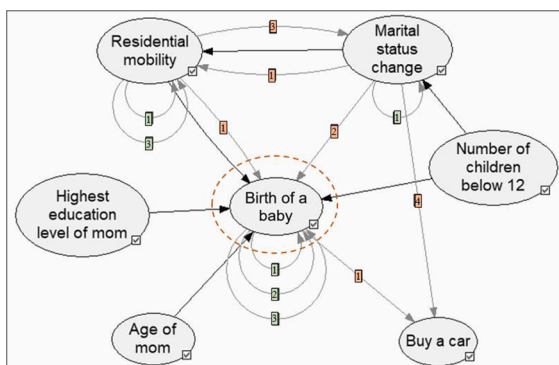 Residential
mobility
3
Marital
status
change
1
1
3
1
2
1
Number of
children
below 12
Highest
education
level of mom
Birth of a
baby
4
1
2
3
1
Age of
mom
Buy a car